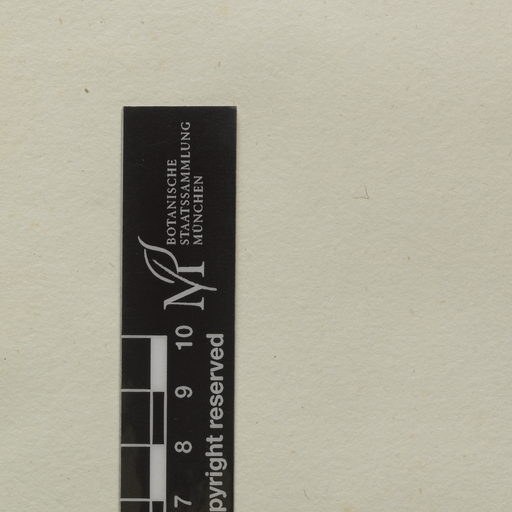 BOTANISCHE
STAATSSAMMLUNG
MÜNCHEN
10
9
8
7
pyright reserved